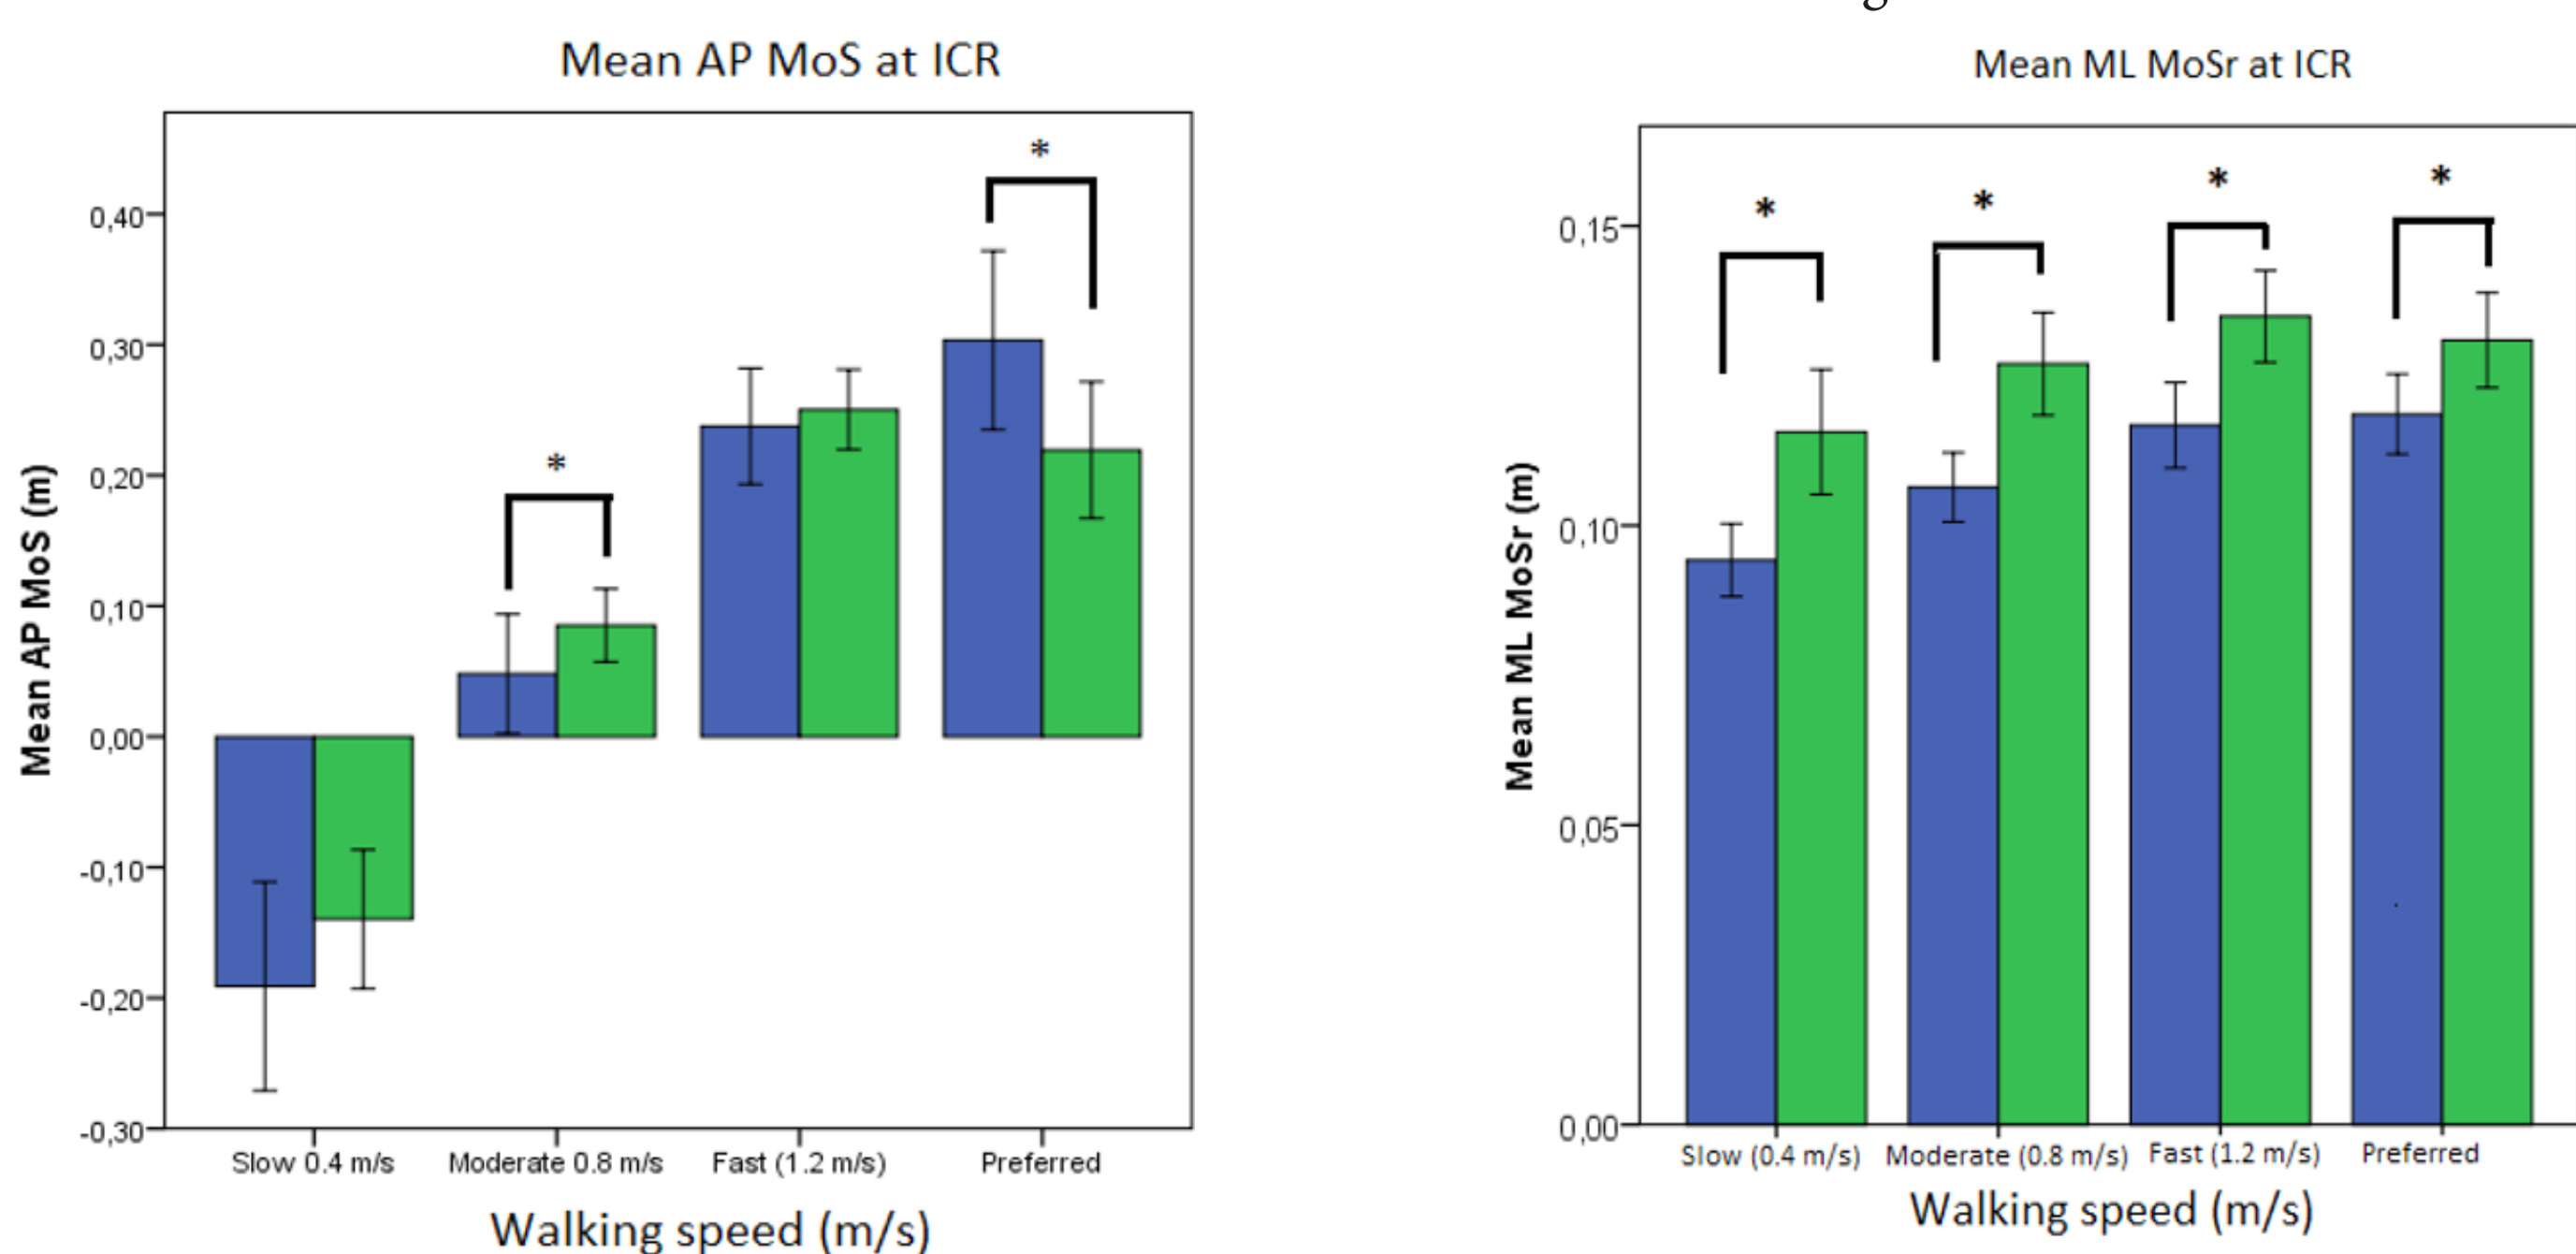 Mean AP MoS at ICR
*
*
Mean AP MoS (m)
0,40
0,30
0,20
0,10
0,00
-0,10
-0,20
-0,30
Slow 0.4 m/s Moderate 0.8 m/s Fast (1.2 m/s) Preferred
Walking speed (m/s)
Mean ML MoSr at ICR
* * * *
Mean ML MoSr (m)
0,15
0,10
0,05
0,00
Slow (0.4 m/s) Moderate (0.8 m/s) Fast (1.2 m/s) Preferred
Walking speed (m/s)